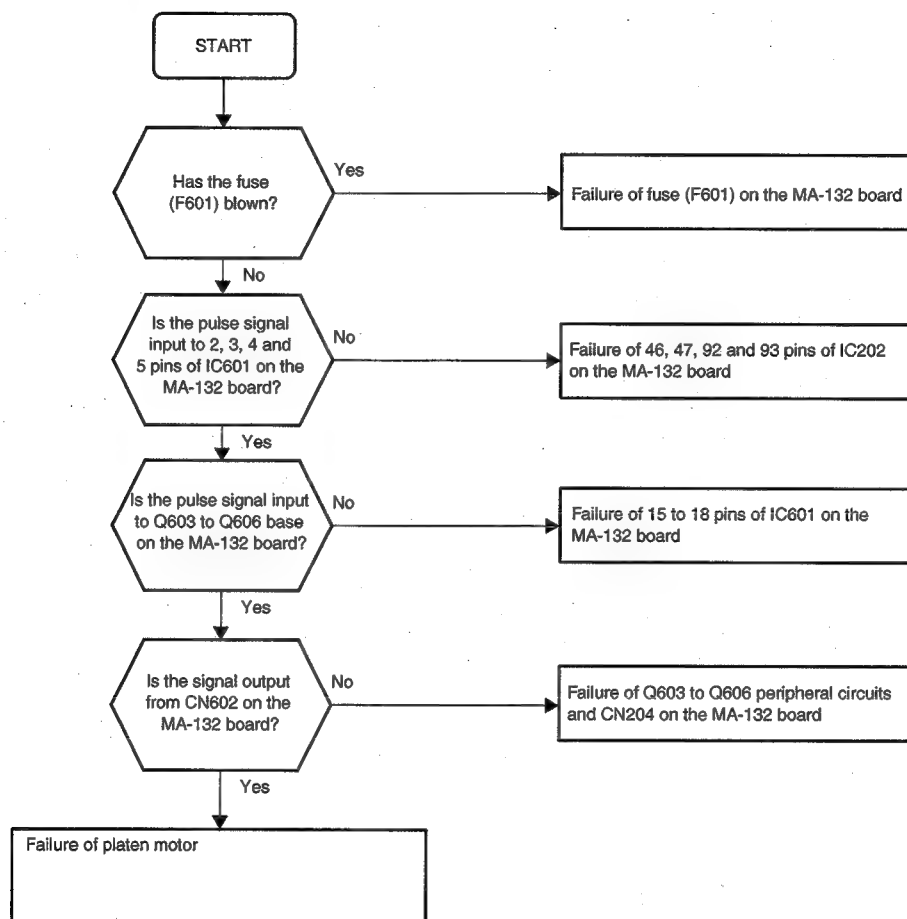 START
Has the fuse
(F601) blown?
Yes
Failure of fuse (F601) on the MA-132 board
No
Is the pulse signal
input to 2, 3, 4 and
5 pins of IC601 on the
MA-132 board?
No
Failure of 46, 47, 92 and 93 pins of IC202
on the MA-132 board
Yes
Is the pulse signal input
to Q603 to Q606 base
on the MA-132 board?
No
Failure of 15 to 18 pins of IC601 on the
MA-132 board
Yes
Is the signal output
from CN602 on the
MA-132 board?
No
Failure of Q603 to Q606 peripheral circuits
and CN204 on the MA-132 board
Yes
Failure of platen motor